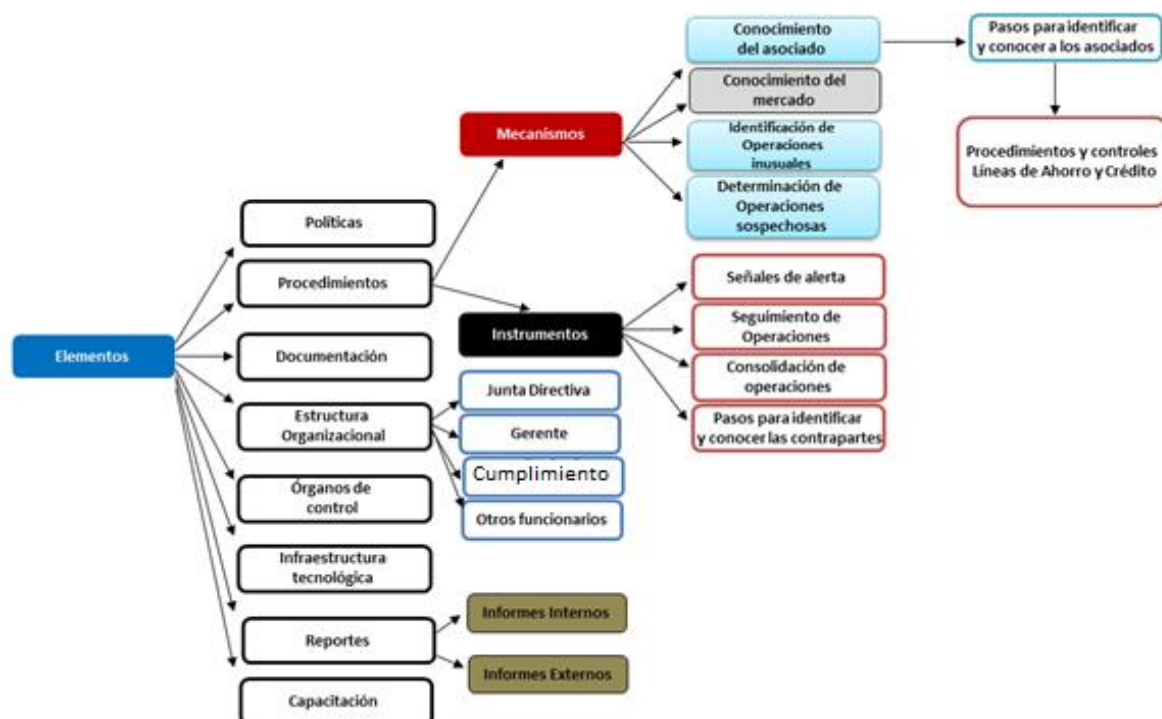 Conocimiento
del asociado
Pasos para identificar
y conocer a los asociados
Conocimiento del
mercado
Mecanismos
Identificación de
Operaciones
inusuales
Procedimientos y controles
Líneas de Ahorro y Crédito
Determinación de
Operaciones
sospechosas
Políticas
Procedimientos
Señales de alerta
Instrumentos
Seguimiento de
Operaciones
Elementos
Documentación
Consolidación de
operaciones
Junta Directiva
Estructura
Organizacional
Gerente
Pasos para identificar
y conocer las contrapartes
Cumplimiento
Órganos de
control
Otros funcionarios
Infraestructura
tecnológica
Informes Internos
Reportes
Informes Externos
Capacitación